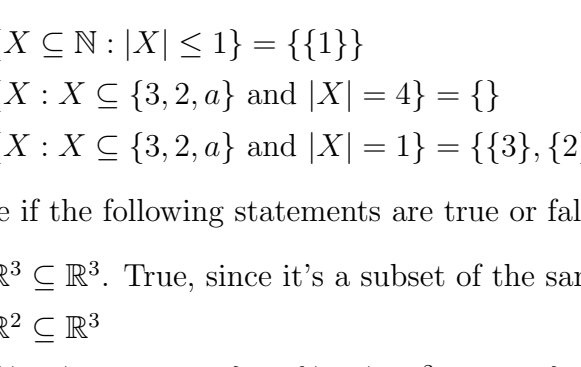 X ⊆ ℕ : |X| ≤ 1} = {{1}}
X : X ⊆ {3, 2, a} and |X| = 4} = {}
X : X ⊆ {3, 2, a} and |X| = 1} = {{3}, {2
if the following statements are true or fal
ℝ³ ⊆ ℝ³. True, since it's a subset of the sam
ℝ² ⊆ ℝ³